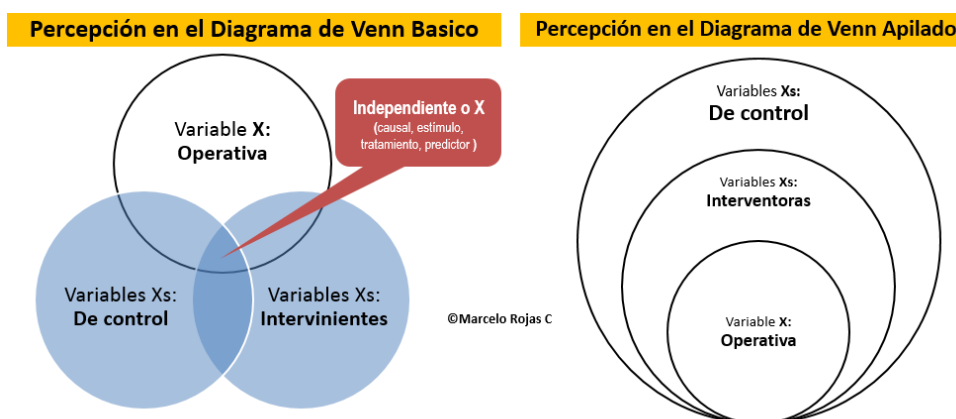 Percepción en el Diagrama de Venn Basico
Variable X:
Operativa
Independiente o X
(causal, estímulo,
tratamiento, predictor )
Variables Xs:
De control
Variables Xs:
Intervinientes
©Marcelo Rojas C
Percepción en el Diagrama de Venn Apilado
Variables Xs:
De control
Variables Xs:
Interventoras
Variable X:
Operativa